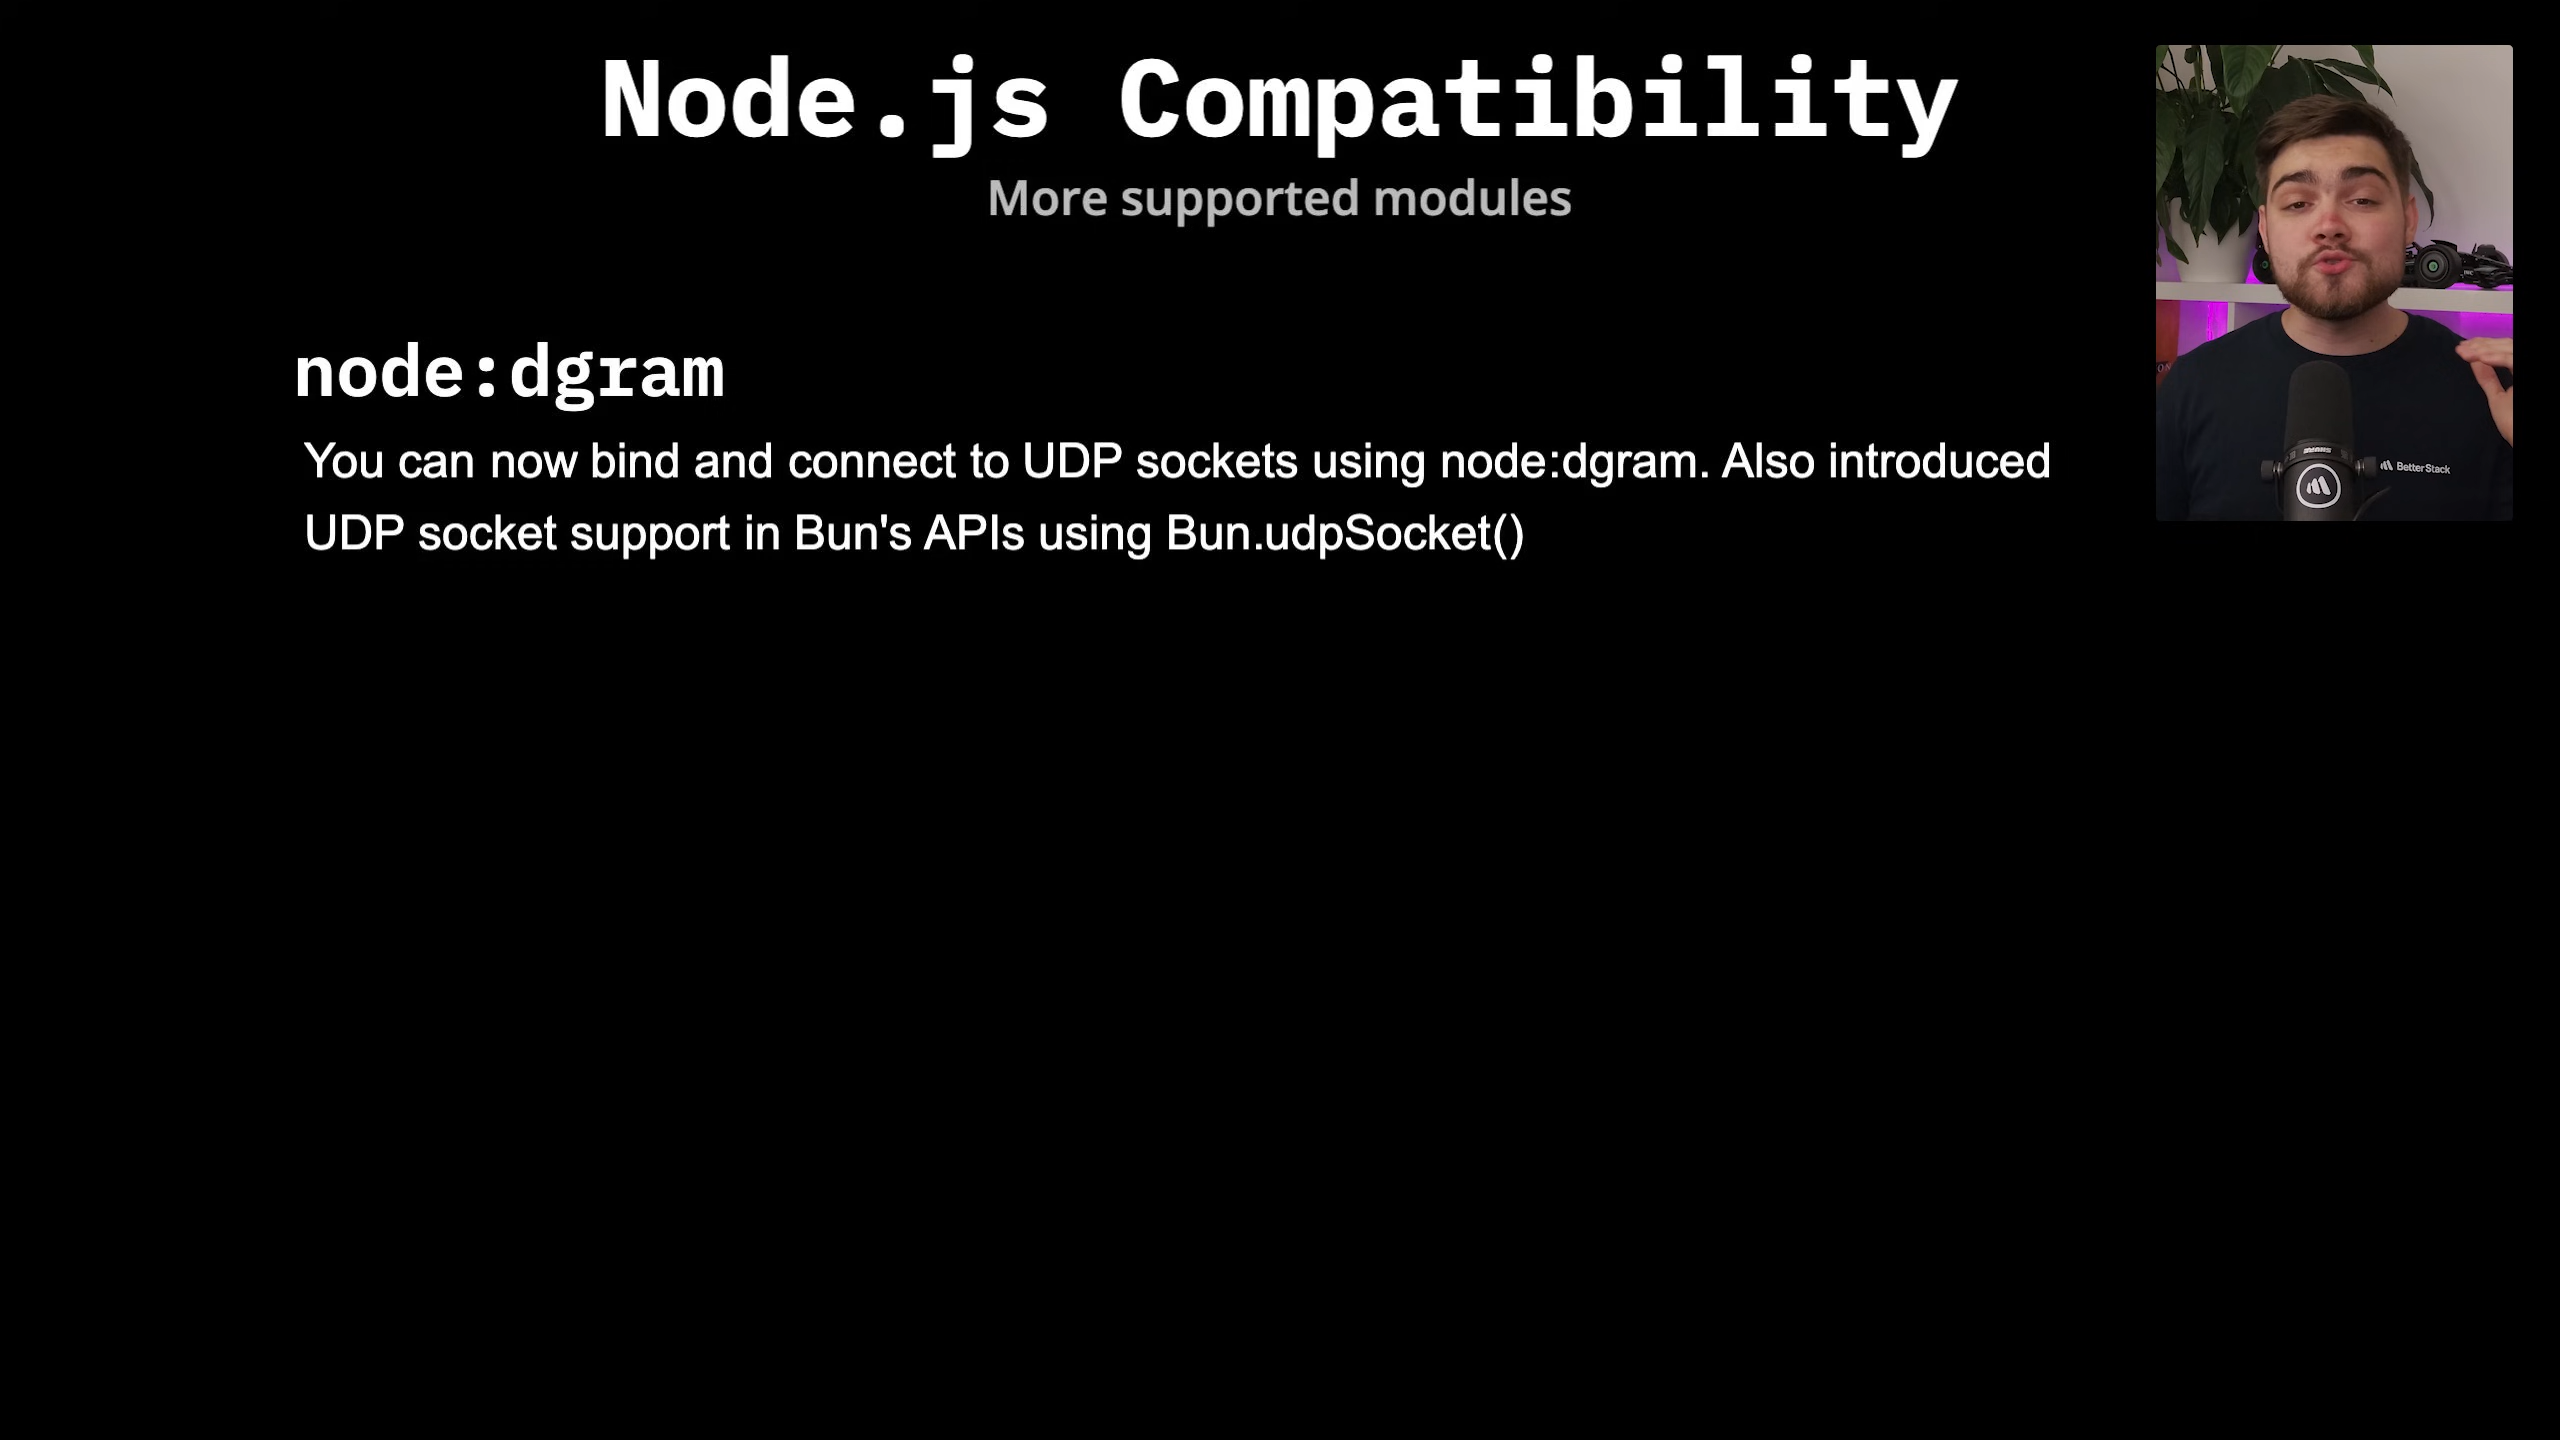 Node.js Compatibility
More supported modules
node:dgram
You can now bind and connect to UDP sockets using node:dgram. Also introduced
UDP socket support in Bun's APIs using Bun.udpSocket()
Better Stack